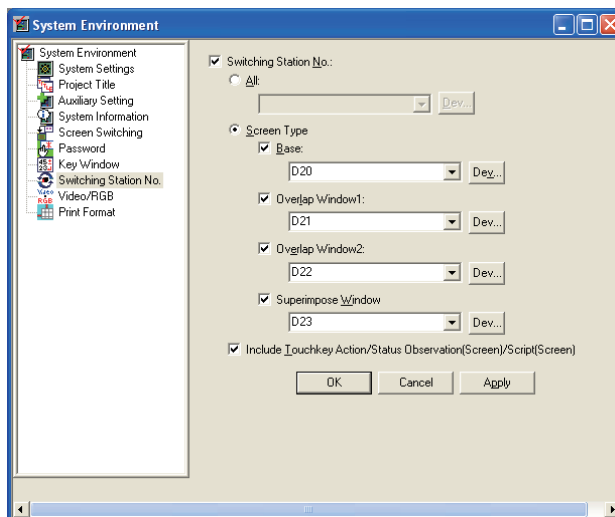 System Environment
System Environment
System Settings
Project Title
Auxiliary Setting
System Information
Screen Switching
Password
Key Window
Switching Station No.
Video/RGB
Print Format
Switching Station No.:
All:
Dev...
Screen Type
Base:
D20
Dev...
Overlap Window1:
D21
Dev...
Overlap Window2:
D22
Dev...
Superimpose Window
D23
Dev...
Include Touchkey Action/Status Observation(Screen)/Script(Screen)
OK Cancel Apply